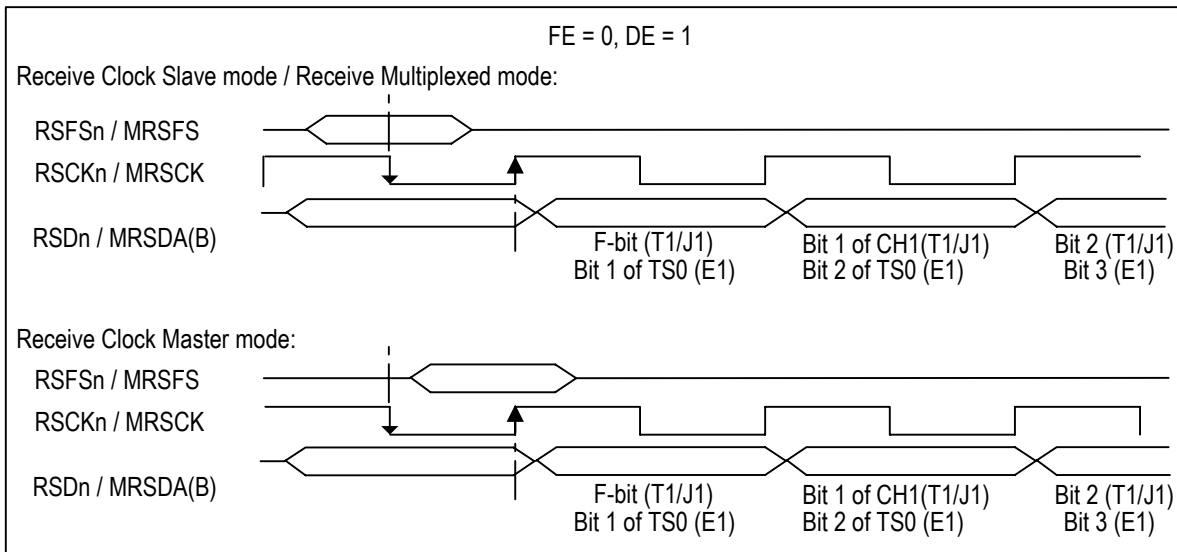 FE = 0, DE = 1
Receive Clock Slave mode / Receive Multiplexed mode:
RSFSn / MRSFS
RSCKn / MRSCK
RSDn / MRSDA(B)
F-bit (T1/J1)
Bit 1 of TS0 (E1)
Bit 1 of CH1(T1/J1)
Bit 2 of TS0 (E1)
Bit 2 (T1/J1)
Bit 3 (E1)
Receive Clock Master mode:
RSFSn / MRSFS
RSCKn / MRSCK
RSDn / MRSDA(B)
F-bit (T1/J1)
Bit 1 of TS0 (E1)
Bit 1 of CH1(T1/J1)
Bit 2 of TS0 (E1)
Bit 2 (T1/J1)
Bit 3 (E1)